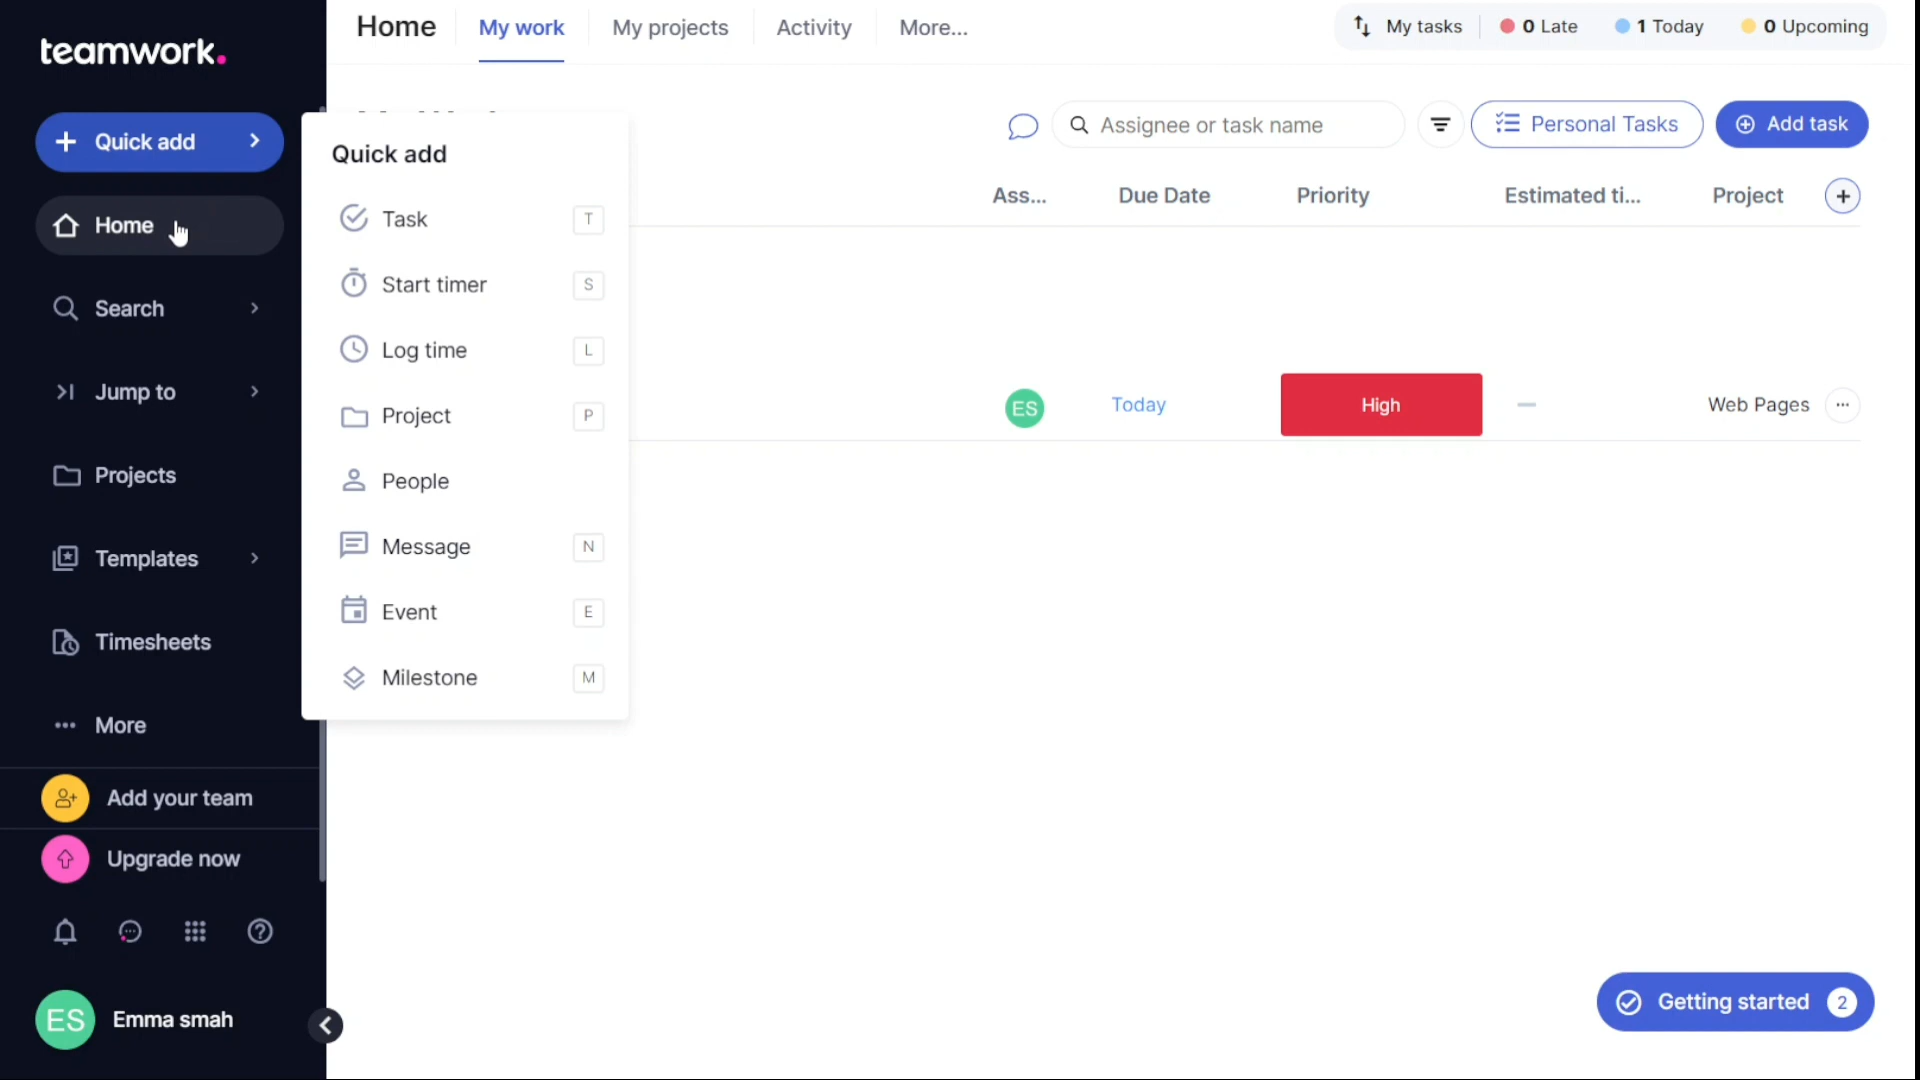 teamwork.
Quick add
Home
Search
Jump to
Projects
Templates
Timesheets
More
Add your team
Upgrade now
ES Emma smah
Quick add
Task T
Start timer S
Log time L
Project P
People
Message N
Event E
Milestone M
Home My work My projects Activity More...
My tasks 0 Late 1 Today 0 Upcoming
Assignee or task name Personal Tasks Add task
Ass... Due Date Priority Estimated ti... Project
ES Today High Web Pages
Getting started 2